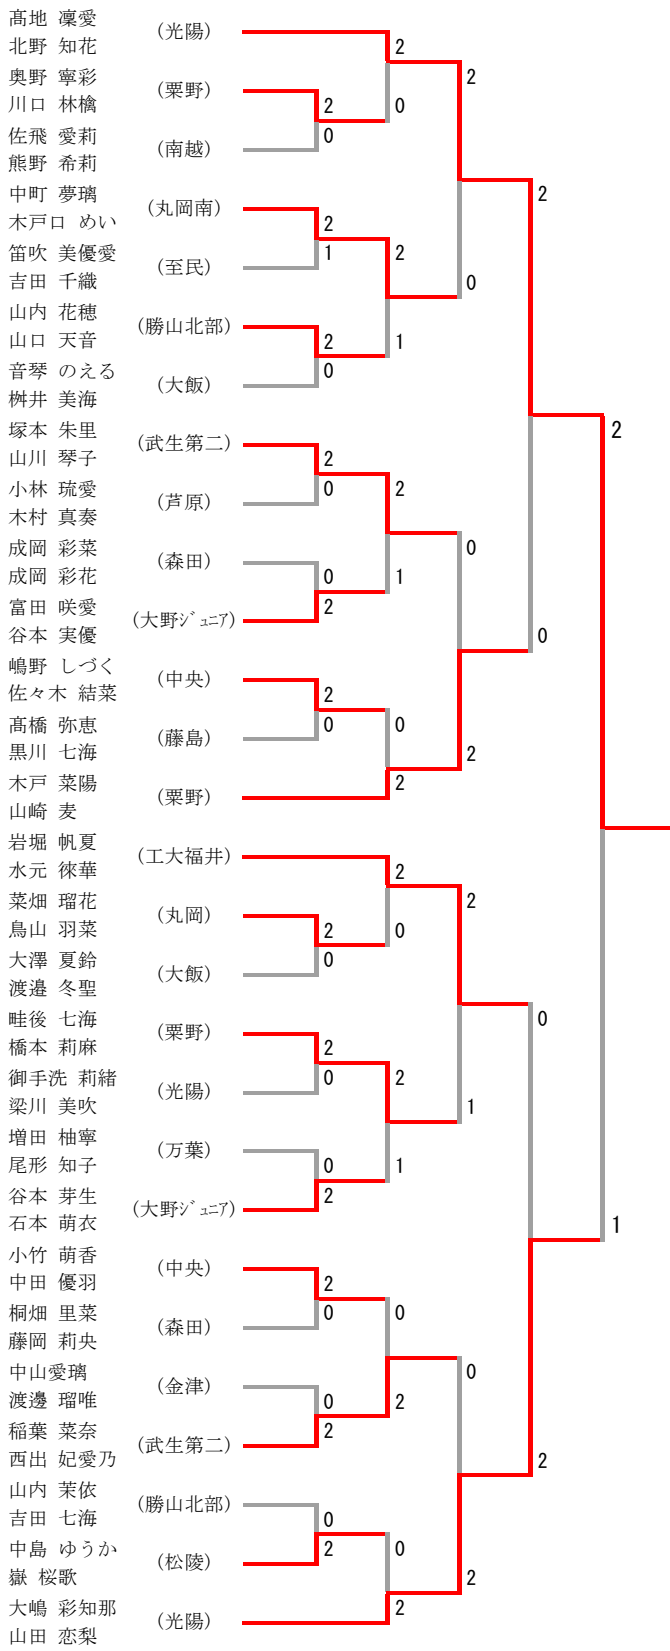 髙地 凜愛
北野 知花
(光陽)
2
2
奥野 寧彩
川口 林檎
(栗野)
2
0
佐飛 愛莉
熊野 希莉
(南越)
0
2
中町 夢璃
木戸口 めい
(丸岡南)
2
笛吹 美優愛
吉田 千織
(至民)
1
2
0
山内 花穂
山口 天音
(勝山北部)
2
1
音琴 のえる
桝井 美海
(大飯)
0
2
塚本 朱里
山川 琴子
(武生第二)
2
小林 琉愛
木村 真奏
(芦原)
0
2
0
成岡 彩菜
成岡 彩花
(森田)
0
1
富田 咲愛
谷本 実優
(大野ジュニア)
2
0
嶋野 しづく
佐々木 結菜
(中央)
2
髙橋 弥恵
黒川 七海
(藤島)
0
0
2
木戸 菜陽
山崎 麦
(栗野)
2
岩堀 帆夏
水元 徠華
(工大福井)
2
2
菜畑 瑠花
鳥山 羽菜
(丸岡)
2
0
大澤 夏鈴
渡邉 冬聖
(大飯)
0
0
畦後 七海
橋本 莉麻
(栗野)
2
御手洗 莉緒
梁川 美吹
(光陽)
0
2
1
増田 柚寧
尾形 知子
(万葉)
0
1
谷本 芽生
石本 萌衣
(大野ジュニア)
2
1
小竹 萌香
中田 優羽
(中央)
2
桐畑 里菜
藤岡 莉央
(森田)
0
0
0
中山愛璃
渡邊 瑠唯
(金津)
0
2
稲葉 菜奈
西出 妃愛乃
(武生第二)
2
2
山内 茉依
吉田 七海
(勝山北部)
0
中島 ゆうか
嶽 桜歌
(松陵)
2
0
2
大嶋 彩知那
山田 恋梨
(光陽)
2